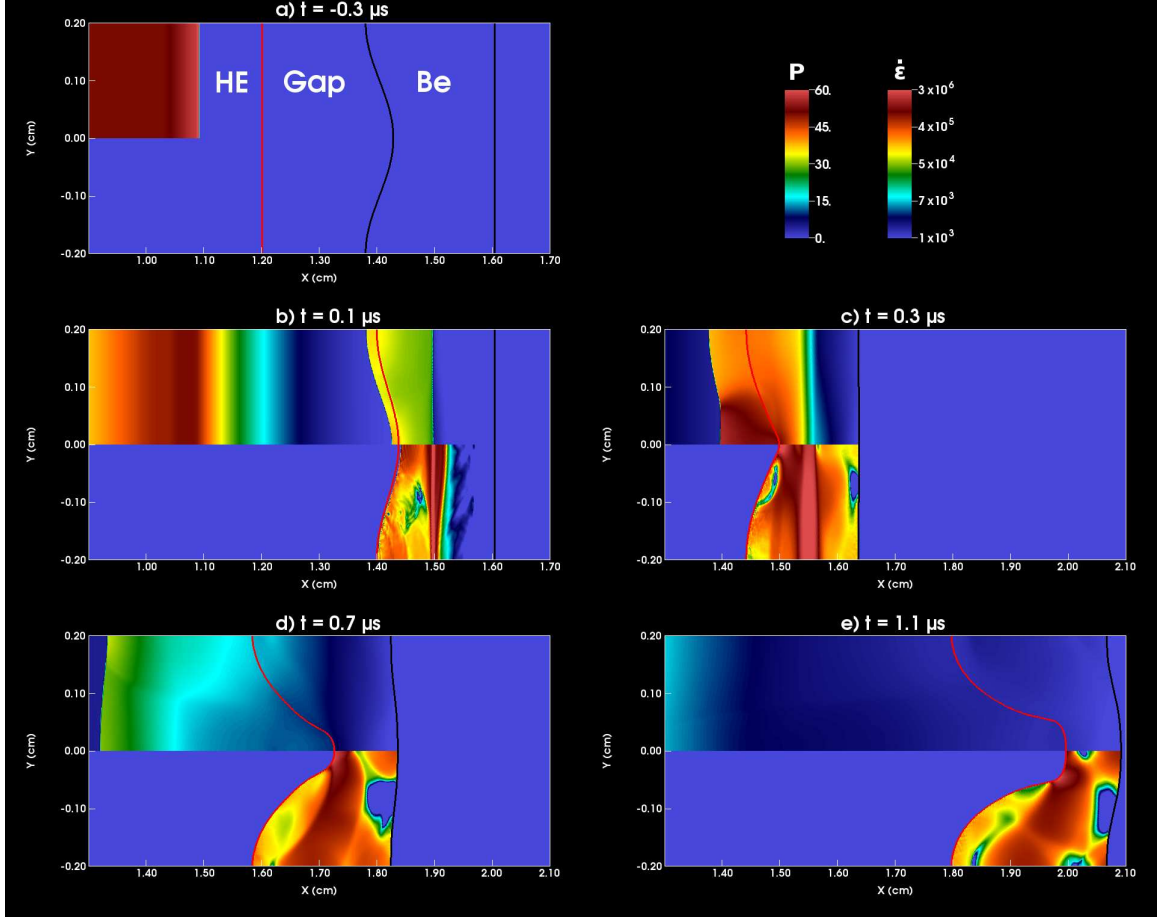 a) t = -0.3 µs
0.20
0.10
0.00
-0.10
-0.20
Y (cm)
HE Gap Be
1.00 1.10 1.20 1.30 1.40 1.50 1.60 1.70
X (cm)
P ε̇
60. 3 x 10⁶
45. 4 x 10⁵
30. 5 x 10⁴
15. 7 x 10³
0. 1 x 10³
b) t = 0.1 µs
0.20
0.10
0.00
-0.10
-0.20
Y (cm)
1.00 1.10 1.20 1.30 1.40 1.50 1.60 1.70
X (cm)
c) t = 0.3 µs
0.20
0.10
0.00
-0.10
-0.20
Y (cm)
1.40 1.50 1.60 1.70 1.80 1.90 2.00 2.10
X (cm)
d) t = 0.7 µs
0.20
0.10
0.00
-0.10
-0.20
Y (cm)
1.40 1.50 1.60 1.70 1.80 1.90 2.00 2.10
X (cm)
e) t = 1.1 µs
0.20
0.10
0.00
-0.10
-0.20
Y (cm)
1.40 1.50 1.60 1.70 1.80 1.90 2.00 2.10
X (cm)